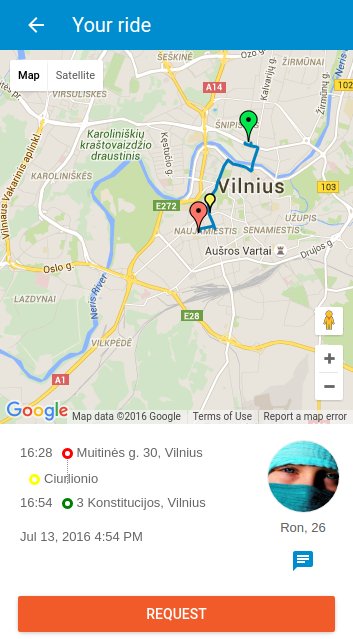 Your ride
ŠEŠKINĖ
Ozo g.
Map
Satellite
A14
Kalvarijų g.
Žirmūnų g.
Neris
102
VIRŠULIŠKĖS
Karoliniškių
kraštovaizdžio
draustinis
ŠNIPIŠKĖS
Kęstučio g.
Vilniaus Vakarinis aplinkl.
KAROLINIŠKĖS
Vilnius
103
E272
NAUJAMIESTIS
UŽUPIS
SENAMIESTIS
Aušros Vartai
Drujos g.
Oslo g.
LAZDYNAI
Neris River
E28
VILKPĖDĖ
A1
Google
Map data ©2016 Google
Terms of Use
Report a map error
16:28 Muitinės g. 30, Vilnius
Ciurlionio
16:54 3 Konstitucijos, Vilnius
Ron, 26
Jul 13, 2016 4:54 PM
REQUEST